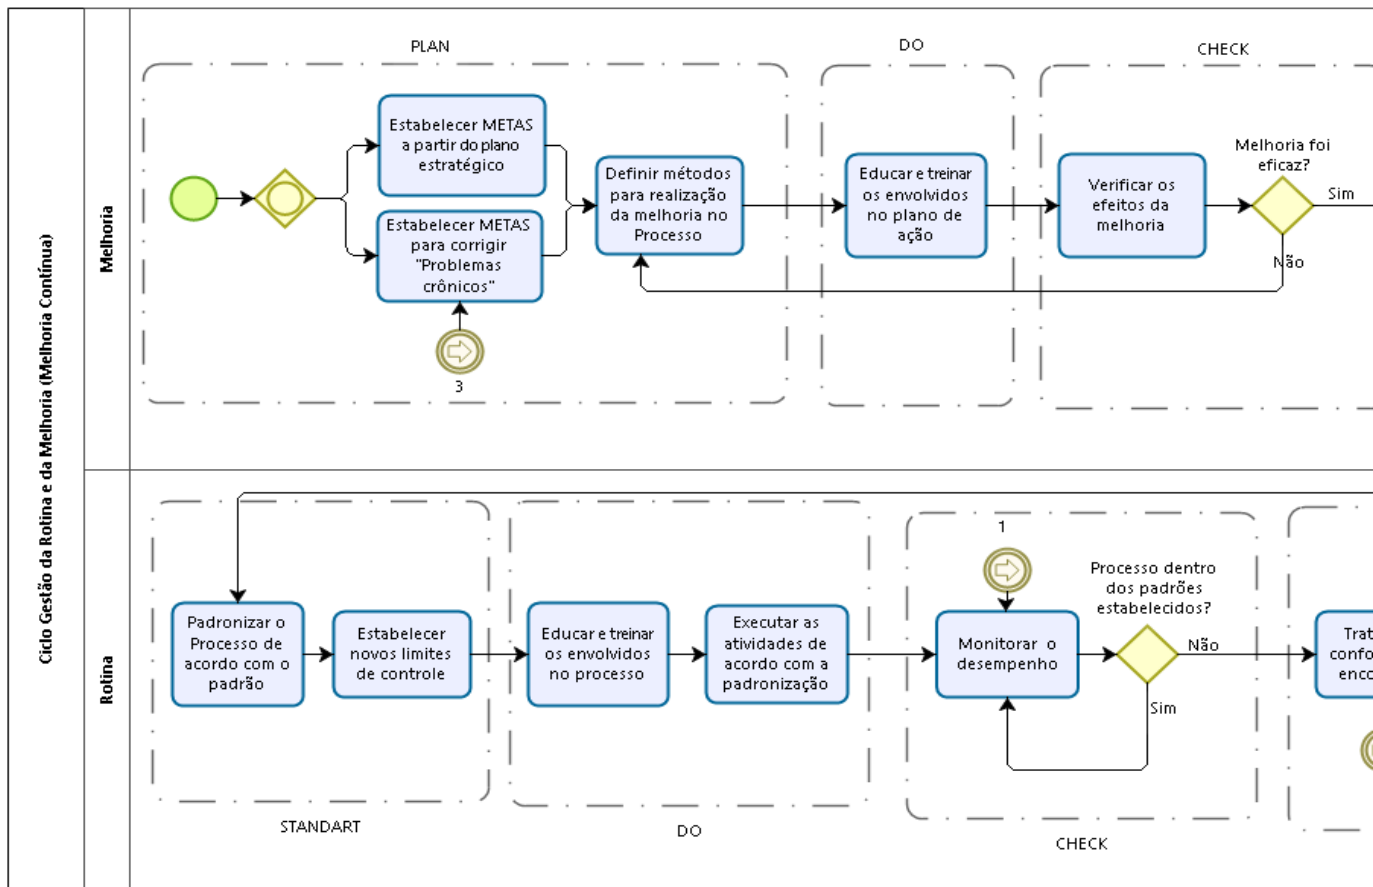 Ciclo Gestão da Rotina e da Melhoria (Melhoria Contínua)
Melhoria
PLAN
Estabelecer METAS
a partir do plano
estratégico
Estabelecer METAS
para corrigir
"Problemas
crônicos"
3
Definir métodos
para realização
da melhoria no
Processo
DO
Educar e treinar
os envolvidos
no plano de
ação
CHECK
Verificar os
efeitos da
melhoria
Melhoria foi
eficaz?
Sim
Não
Rotina
Padronizar o
Processo de
acordo com o
padrão
Estabelecer
novos limites
de controle
STANDART
Educar e treinar
os envolvidos
no processo
Executar as
atividades de
acordo com a
padronização
DO
1
Monitorar o
desempenho
Processo dentro
dos padrões
estabelecidos?
Não
Sim
CHECK